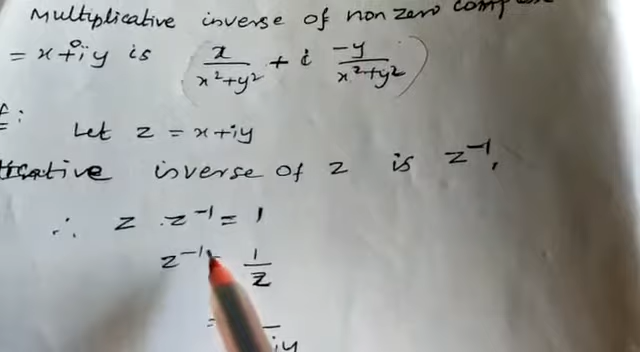 Multiplicative inverse of non zero
= x+iy is (x/(x²+y²) + i -y/(x²+y²))
Let z = x+iy
inverse of z is z⁻¹.
∴ z . z⁻¹ = 1
z⁻¹ = 1/z
= iy